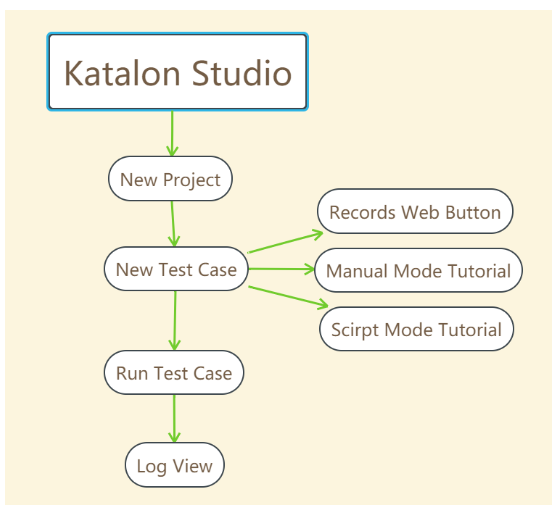 Katalon Studio
New Project
Records Web Button
New Test Case
Manual Mode Tutorial
Scirpt Mode Tutorial
Run Test Case
Log View